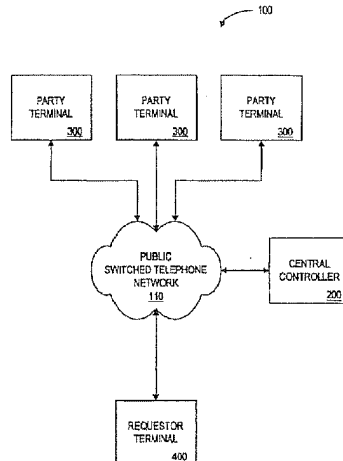 100
PARTY
TERMINAL
300
PARTY
TERMINAL
300
PARTY
TERMINAL
300
PUBLIC
SWITCHED TELEPHONE
NETWORK
110
CENTRAL
CONTROLLER
200
REQUESTOR
TERMINAL
400